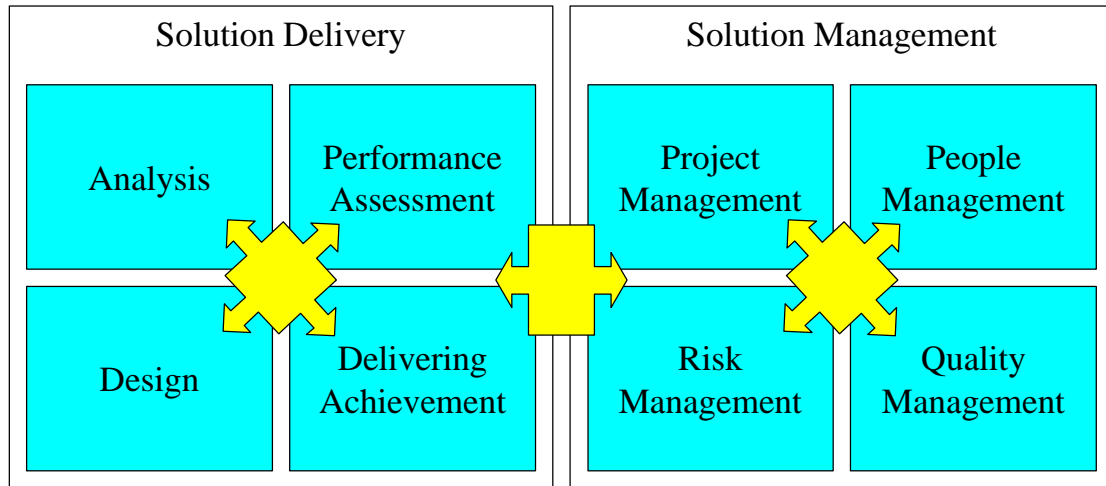 Solution Delivery
Analysis
Performance
Assessment
Design
Delivering
Achievement
Solution Management
Project
Management
People
Management
Risk
Management
Quality
Management